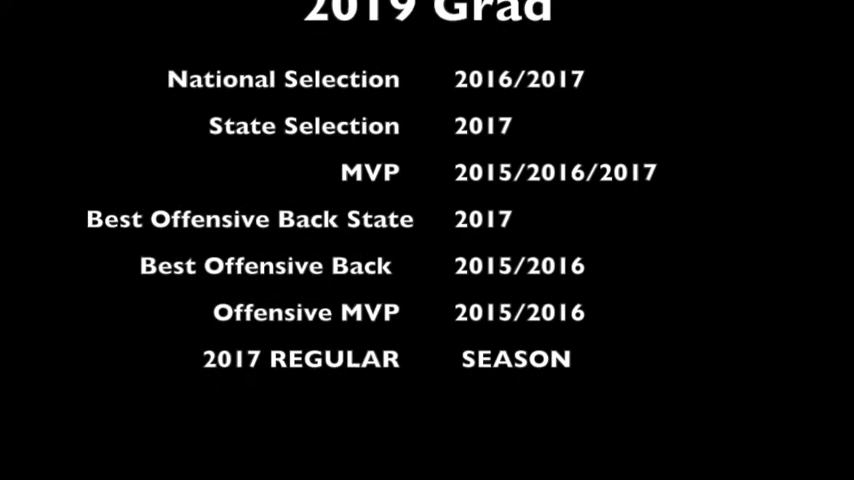 2019 Grad
National Selection 2016/2017
State Selection 2017
MVP 2015/2016/2017
Best Offensive Back State 2017
Best Offensive Back 2015/2016
Offensive MVP 2015/2016
2017 REGULAR SEASON